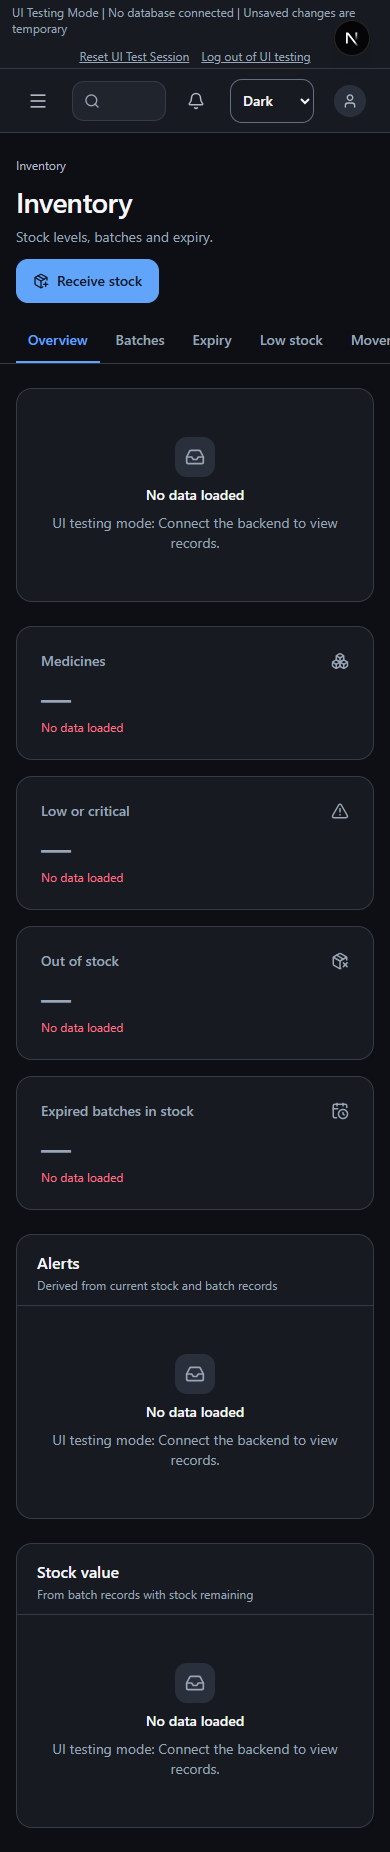 UI Testing Mode | No database connected | Unsaved changes are
temporary
N
Reset UI Test Session Log out of UI testing
Dark
Inventory
Inventory
Stock levels, batches and expiry.
Receive stock
Overview Batches Expiry Low stock
No data loaded
UI testing mode: Connect the backend to view
records.
Medicines
—
No data loaded
Low or critical
—
No data loaded
Out of stock
—
No data loaded
Expired batches in stock
—
No data loaded
Alerts
Derived from current stock and batch records
No data loaded
UI testing mode: Connect the backend to view
records.
Stock value
From batch records with stock remaining
No data loaded
UI testing mode: Connect the backend to view
records.